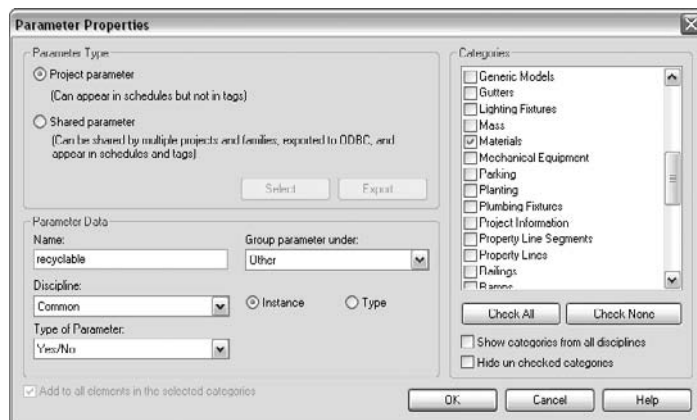 Parameter Properties
Parameter Type
Project parameter
(Can appear in schedules but not in tags)
Shared parameter
(Can be shared by multiple projects and families, exported to ODBC, and
appear in schedules and tags)
Select
Export
Parameter Data
Name:
Group parameter under:
recyclable
Other
Discipline:
Common
Instance
Type
Type of Parameter:
Yes/No
Add to all elements in the selected categories
Categories
Generic Models
Gutters
Lighting Fixtures
Mass
Materials
Mechanical Equipment
Parking
Planting
Plumbing Fixtures
Project Information
Property Line Segments
Property Lines
Railings
Ramps
Check All
Check None
Show categories from all disciplines
Hide un checked categories
OK
Cancel
Help